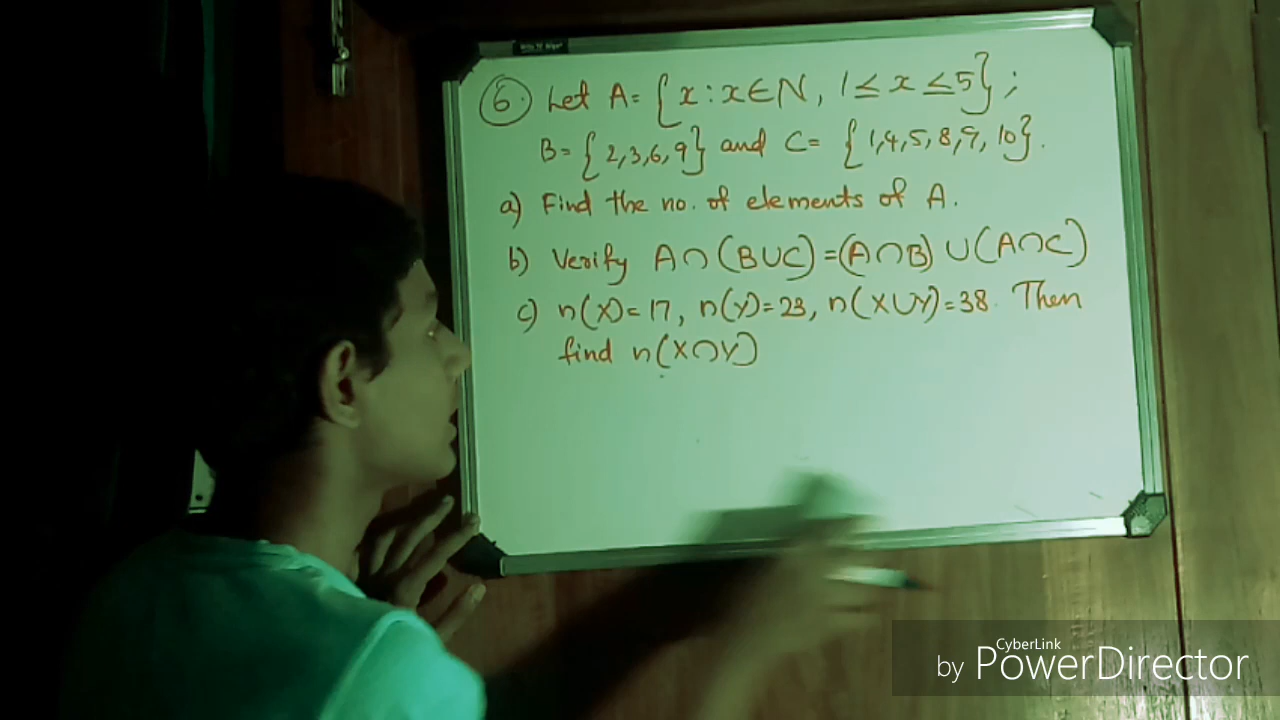 6. Let A= { x : x ∈ N, 1 ≤ x ≤ 5} ;
B= { 2,3,6,9} and C= { 1,4,5,8,9, 10}.
a) Find the no. of elements of A.
b) Verify A∩(B∪C)=(A∩B) ∪(A∩C)
c) n(X)= 17, n(Y)= 23, n(X∪Y)=38. Then
find n(X∩Y)
CyberLink
by PowerDirector